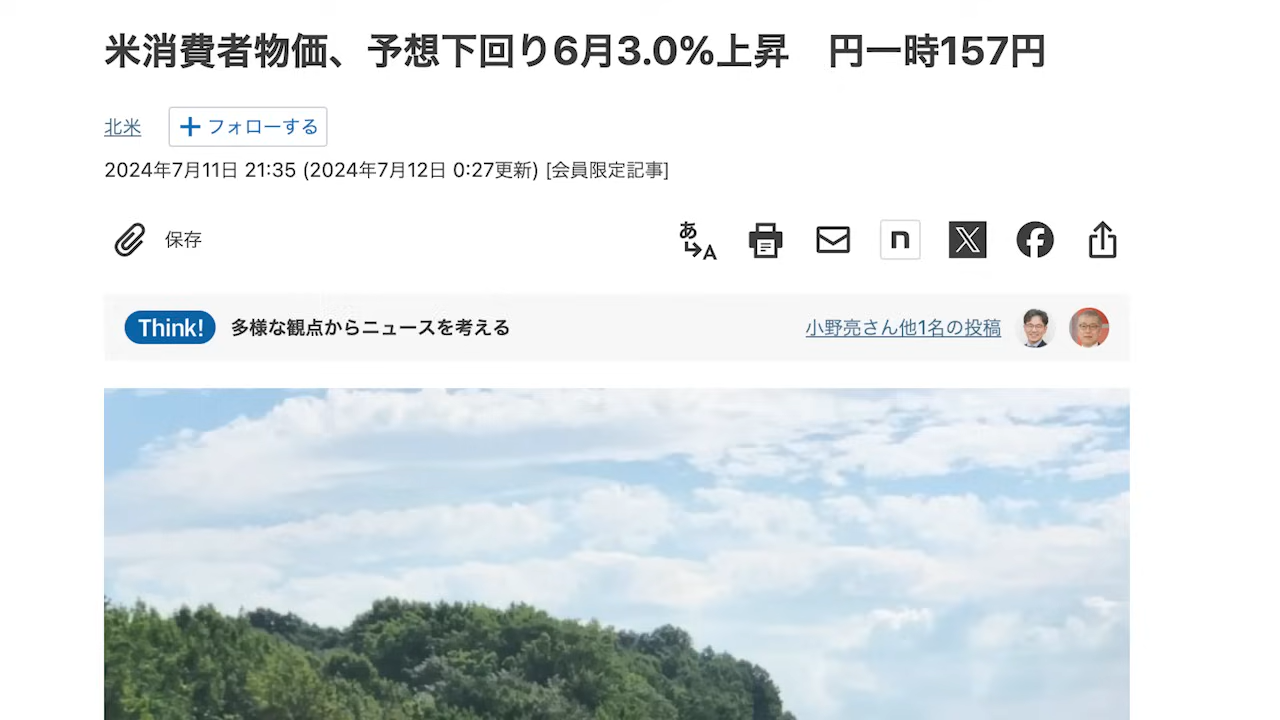 米消費者物価、予想下回り6月3.0%上昇　円一時157円
北米 フォローする
2024年7月11日 21:35 (2024年7月12日 0:27更新) [会員限定記事]
保存 あ A n X f
Think! 多様な観点からニュースを考える 小野亮さん他1名の投稿